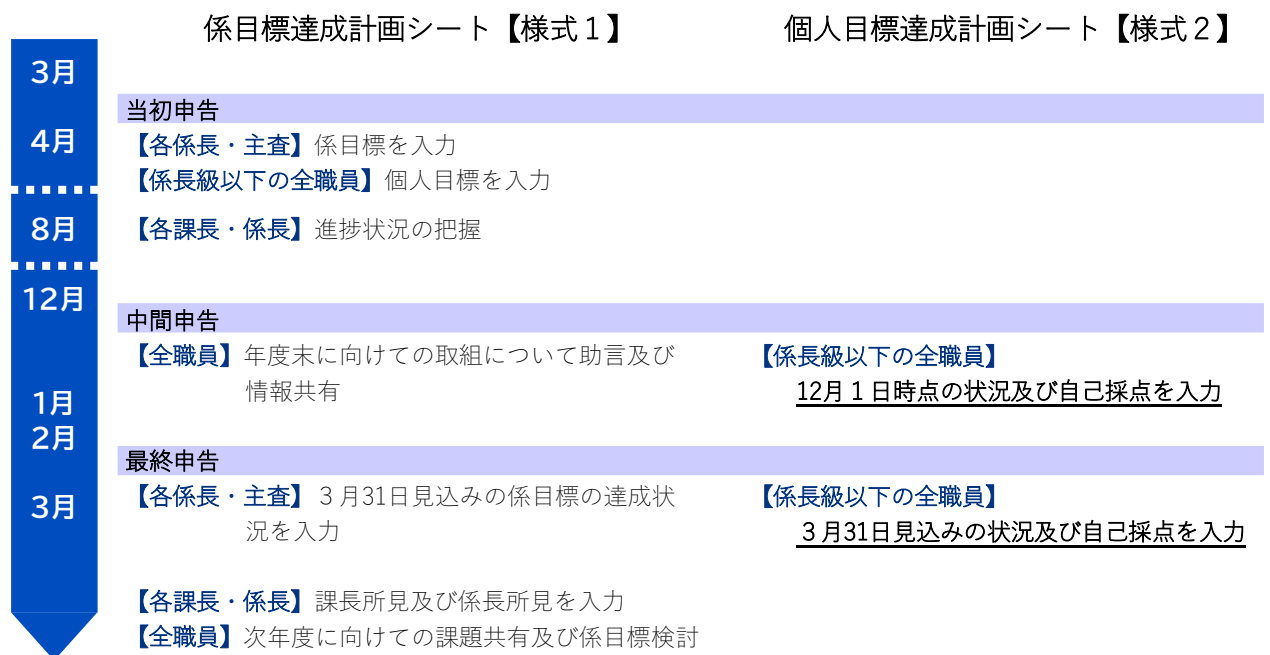 係目標達成計画シート【様式１】 個人目標達成計画シート【様式２】
3月
当初申告
4月
【各係長・主査】係目標を入力
【係長級以下の全職員】個人目標を入力
8月
【各課長・係長】進捗状況の把握
12月
中間申告
【全職員】年度末に向けての取組について助言及び
情報共有
【係長級以下の全職員】
12月１日時点の状況及び自己採点を入力
1月
2月
最終申告
3月
【各係長・主査】３月31日見込みの係目標の達成状
況を入力
【係長級以下の全職員】
３月31日見込みの状況及び自己採点を入力
【各課長・係長】課長所見及び係長所見を入力
【全職員】次年度に向けての課題共有及び係目標検討